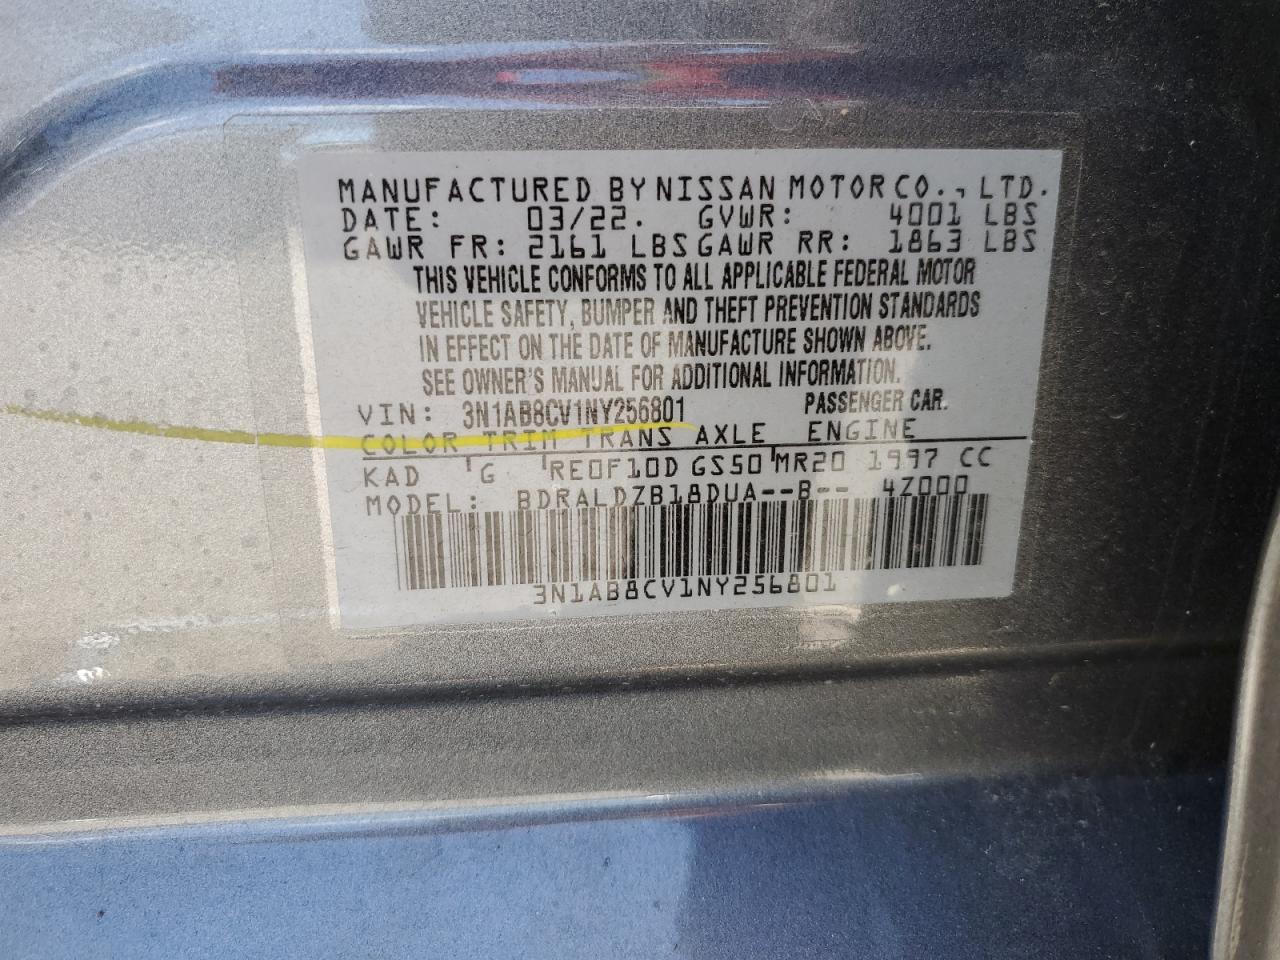 MANUFACTURED BY NISSAN MOTOR CO., LTD.
DATE: 03/22. GVWR: 4001 LBS
GAWR FR: 2161 LBS GAWR RR: 1863 LBS
THIS VEHICLE CONFORMS TO ALL APPLICABLE FEDERAL MOTOR
VEHICLE SAFETY, BUMPER AND THEFT PREVENTION STANDARDS
IN EFFECT ON THE DATE OF MANUFACTURE SHOWN ABOVE.
SEE OWNER'S MANUAL FOR ADDITIONAL INFORMATION.
VIN: 3N1AB8CV1NY256801 PASSENGER CAR.
COLOR TRIM TRANS AXLE ENGINE
KAD G RE0F10D GS50 MR20 1997 CC
MODEL: BDRALDZB18DUA--B-- 4Z000
3N1AB8CV1NY256801